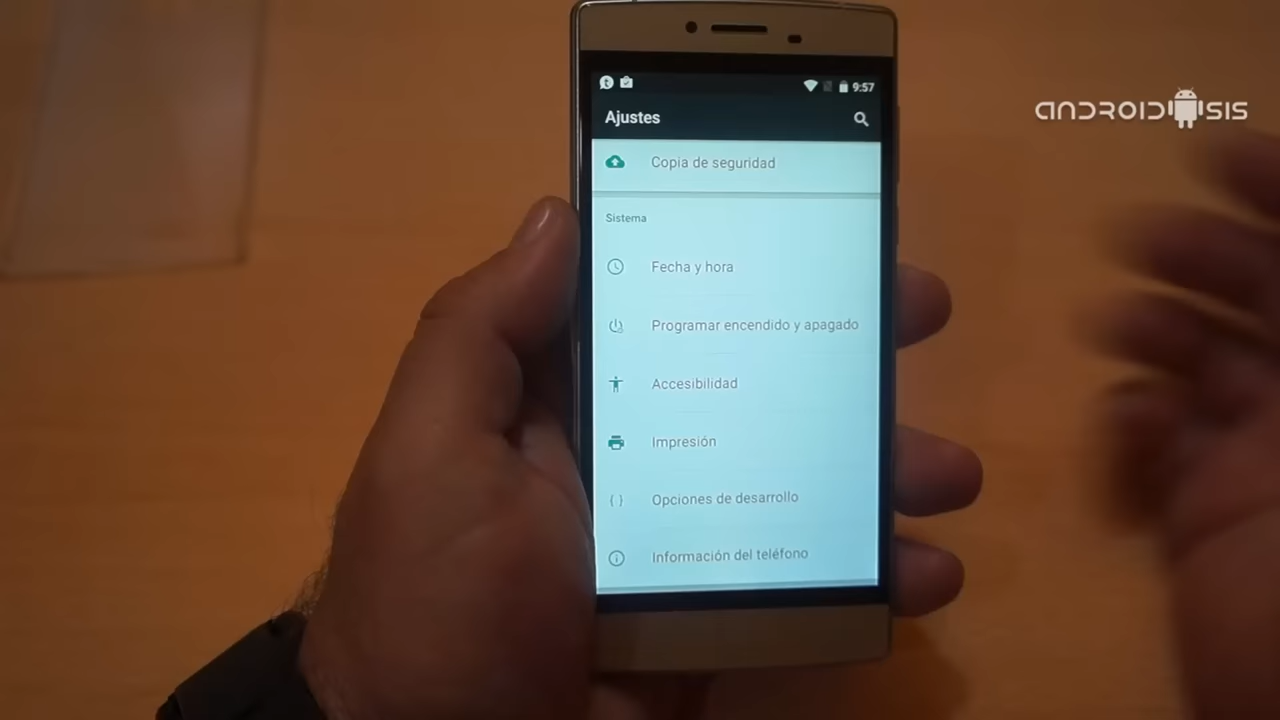 9:57
Ajustes
ANDROIDSIS
Copia de seguridad
Sistema
Fecha y hora
Programar encendido y apagado
Accesibilidad
Impresión
Opciones de desarrollo
Información del teléfono